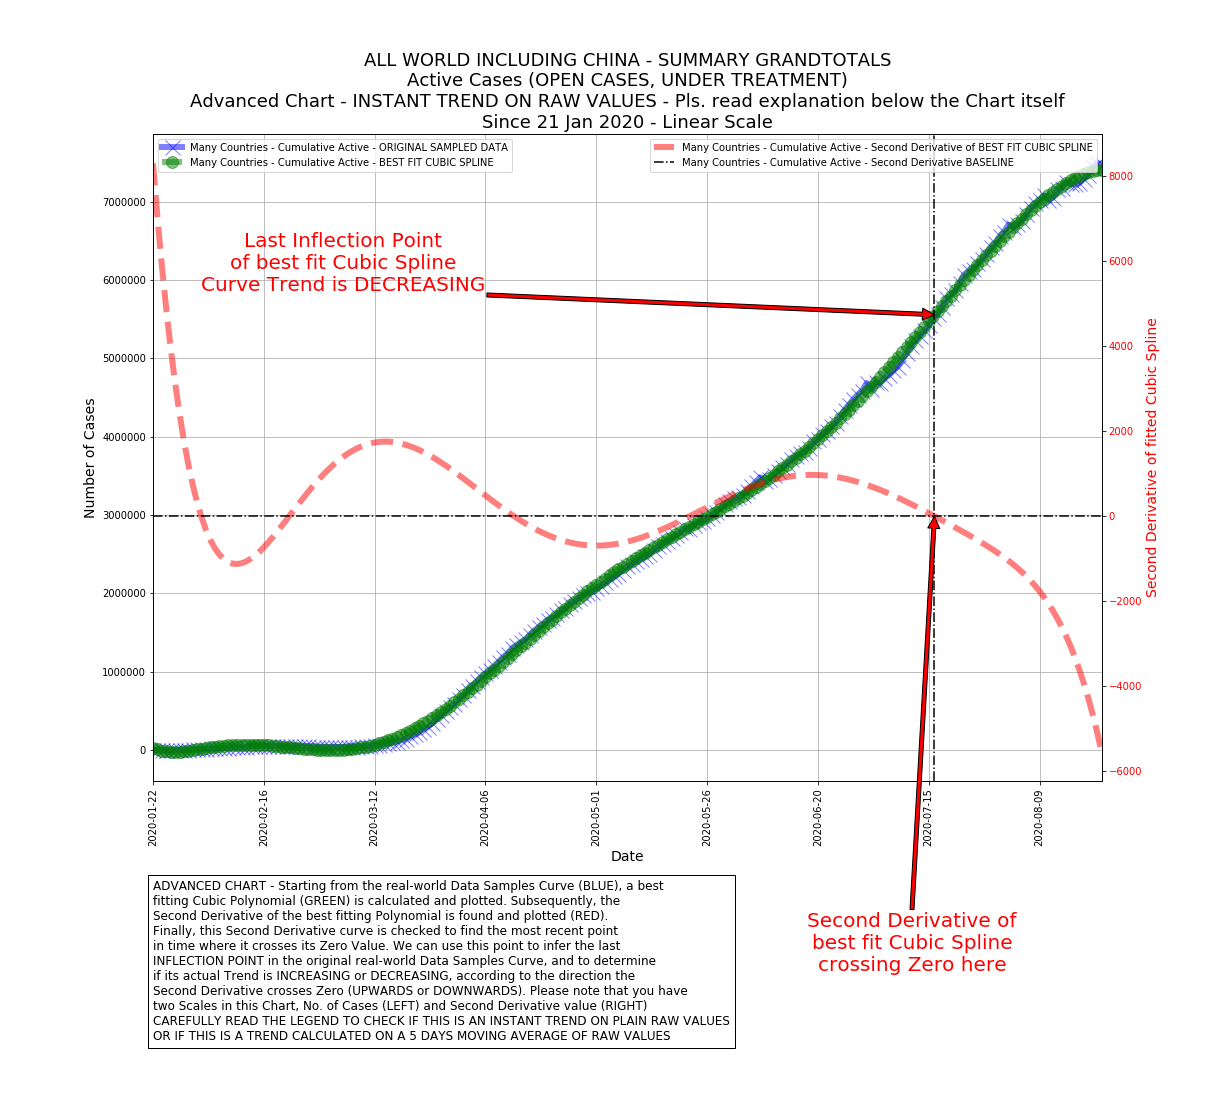 ALL WORLD INCLUDING CHINA - SUMMARY GRANDTOTALS
Active Cases (OPEN CASES, UNDER TREATMENT)
Advanced Chart - INSTANT TREND ON RAW VALUES - Pls. read explanation below the Chart itself
Since 21 Jan 2020 - Linear Scale
Many Countries - Cumulative Active - ORIGINAL SAMPLED DATA
Many Countries - Cumulative Active - BEST FIT CUBIC SPLINE
Many Countries - Cumulative Active - Second Derivative of BEST FIT CUBIC SPLINE
Many Countries - Cumulative Active - Second Derivative BASELINE
Last Inflection Point
of best fit Cubic Spline
Curve Trend is DECREASING
Number of Cases
7000000
6000000
5000000
4000000
3000000
2000000
1000000
0
8000
6000
4000
2000
0
−2000
−4000
−6000
Second Derivative of fitted Cubic Spline
2020-01-22
2020-02-16
2020-03-12
2020-04-06
2020-05-01
2020-05-26
2020-06-20
2020-07-15
2020-08-09
Date
ADVANCED CHART - Starting from the real-world Data Samples Curve (BLUE), a best
fitting Cubic Polynomial (GREEN) is calculated and plotted. Subsequently, the
Second Derivative of the best fitting Polynomial is found and plotted (RED).
Finally, this Second Derivative curve is checked to find the most recent point
in time where it crosses its Zero Value. We can use this point to infer the last
INFLECTION POINT in the original real-world Data Samples Curve, and to determine
if its actual Trend is INCREASING or DECREASING, according to the direction the
Second Derivative crosses Zero (UPWARDS or DOWNWARDS). Please note that you have
two Scales in this Chart, No. of Cases (LEFT) and Second Derivative value (RIGHT)
CAREFULLY READ THE LEGEND TO CHECK IF THIS IS AN INSTANT TREND ON PLAIN RAW VALUES
OR IF THIS IS A TREND CALCULATED ON A 5 DAYS MOVING AVERAGE OF RAW VALUES
Second Derivative of
best fit Cubic Spline
crossing Zero here